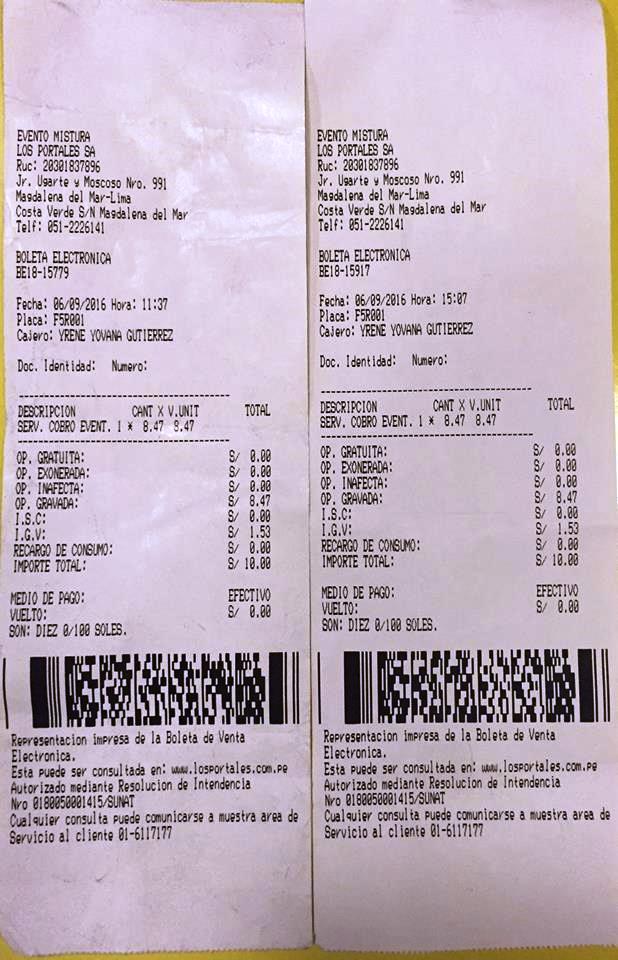 EVENTO MISTURA
LOS PORTALES SA
Ruc: 20301837896
Jr. Ugarte y Moscoso Nro. 991
Magdalena del Mar-Lima
Costa Verde S/N Magdalena del Mar
Telf: 051-2226141
BOLETA ELECTRONICA
BE18-15779
Fecha: 06/09/2016 Hora: 11:37
Placa: F5R001
Cajero: YRENE YOVANA GUTIERREZ
Doc. Identidad: Numero:
DESCRIPCION CANT X V.UNIT TOTAL
SERV. COBRO EVENT. 1 * 8.47 8.47
OP. GRATUITA: S/ 0.00
OP. EXONERADA: S/ 0.00
OP. INAFECTA: S/ 0.00
OP. GRAVADA: S/ 8.47
I.S.C: S/ 0.00
I.G.V: S/ 1.53
RECARGO DE CONSUMO: S/ 0.00
IMPORTE TOTAL: S/ 10.00
MEDIO DE PAGO: EFECTIVO
VUELTO: S/ 0.00
SON: DIEZ 0/100 SOLES.
Representacion impresa de la Boleta de Venta
Electronica.
Esta puede ser consultada en: www.losportales.com.pe
Autorizado mediante Resolucion de Intendencia
Nro 0180050001415/SUNAT
Cualquier consulta puede comunicarse a nuestra area de
Servicio al cliente 01-6117177
EVENTO MISTURA
LOS PORTALES SA
Ruc: 20301837896
Jr. Ugarte y Moscoso Nro. 991
Magdalena del Mar-Lima
Costa Verde S/N Magdalena del Mar
Telf: 051-2226141
BOLETA ELECTRONICA
BE18-15917
Fecha: 06/09/2016 Hora: 15:07
Placa: F5R001
Cajero: YRENE YOVANA GUTIERREZ
Doc. Identidad: Numero:
DESCRIPCION CANT X V.UNIT TOTAL
SERV. COBRO EVENT. 1 * 8.47 8.47
OP. GRATUITA: S/ 0.00
OP. EXONERADA: S/ 0.00
OP. INAFECTA: S/ 0.00
OP. GRAVADA: S/ 8.47
I.S.C: S/ 0.00
I.G.V: S/ 1.53
RECARGO DE CONSUMO: S/ 0.00
IMPORTE TOTAL: S/ 10.00
MEDIO DE PAGO: EFECTIVO
VUELTO: S/ 0.00
SON: DIEZ 0/100 SOLES.
Representacion impresa de la Boleta de Venta
Electronica.
Esta puede ser consultada en: www.losportales.com.pe
Autorizado mediante Resolucion de Intendencia
Nro 0180050001415/SUNAT
Cualquier consulta puede comunicarse a nuestra area de
Servicio al cliente 01-6117177